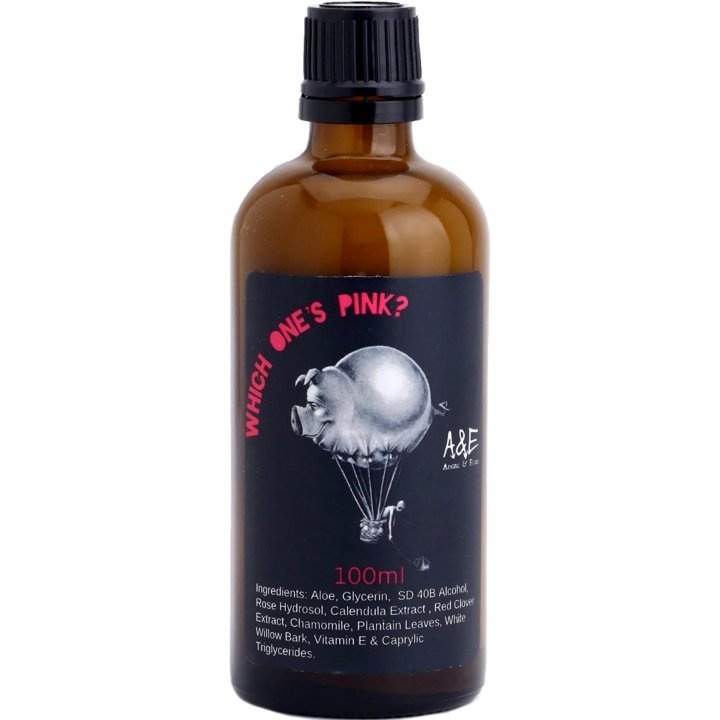 WHICH ONE'S PINK?
A&E
100ml
Ingredients: Aloe, Glycerin, SD 40B Alcohol,
Rose Hydrosol, Calendula Extract , Red Clover
Extract, Chamomile, Plantain Leaves, White
Willow Bark, Vitamin E & Caprylic
Triglycerides.